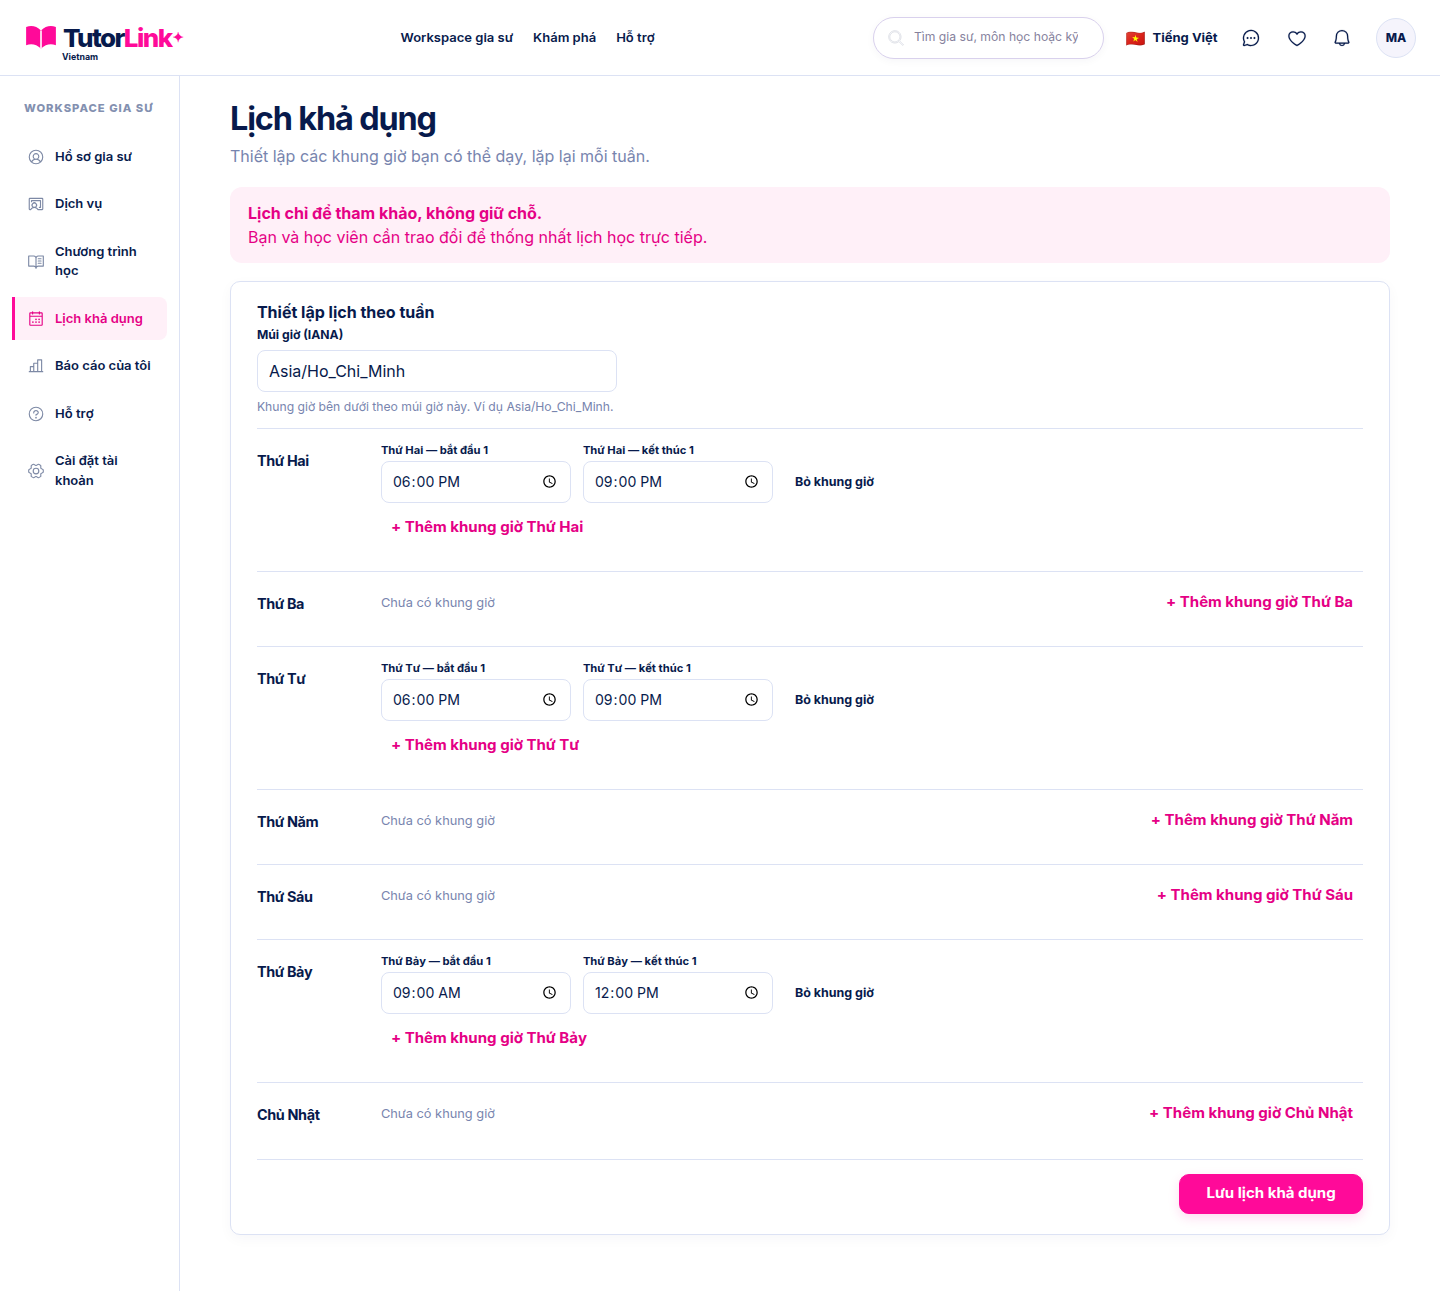 TutorLink
Vietnam
Workspace gia sư
Khám phá
Hỗ trợ
Tìm gia sư, môn học hoặc kỹ
Tiếng Việt
MA
WORKSPACE GIA SƯ
Hồ sơ gia sư
Dịch vụ
Chương trình
học
Lịch khả dụng
Báo cáo của tôi
Hỗ trợ
Cài đặt tài
khoản
Lịch khả dụng
Thiết lập các khung giờ bạn có thể dạy, lặp lại mỗi tuần.
Lịch chỉ để tham khảo, không giữ chỗ.
Bạn và học viên cần trao đổi để thống nhất lịch học trực tiếp.
Thiết lập lịch theo tuần
Múi giờ (IANA)
Asia/Ho_Chi_Minh
Khung giờ bên dưới theo múi giờ này. Ví dụ Asia/Ho_Chi_Minh.
Thứ Hai
Thứ Hai — bắt đầu 1
Thứ Hai — kết thúc 1
06:00 PM
09:00 PM
Bỏ khung giờ
+ Thêm khung giờ Thứ Hai
Thứ Ba
Chưa có khung giờ
+ Thêm khung giờ Thứ Ba
Thứ Tư
Thứ Tư — bắt đầu 1
Thứ Tư — kết thúc 1
06:00 PM
09:00 PM
Bỏ khung giờ
+ Thêm khung giờ Thứ Tư
Thứ Năm
Chưa có khung giờ
+ Thêm khung giờ Thứ Năm
Thứ Sáu
Chưa có khung giờ
+ Thêm khung giờ Thứ Sáu
Thứ Bảy
Thứ Bảy — bắt đầu 1
Thứ Bảy — kết thúc 1
09:00 AM
12:00 PM
Bỏ khung giờ
+ Thêm khung giờ Thứ Bảy
Chủ Nhật
Chưa có khung giờ
+ Thêm khung giờ Chủ Nhật
Lưu lịch khả dụng